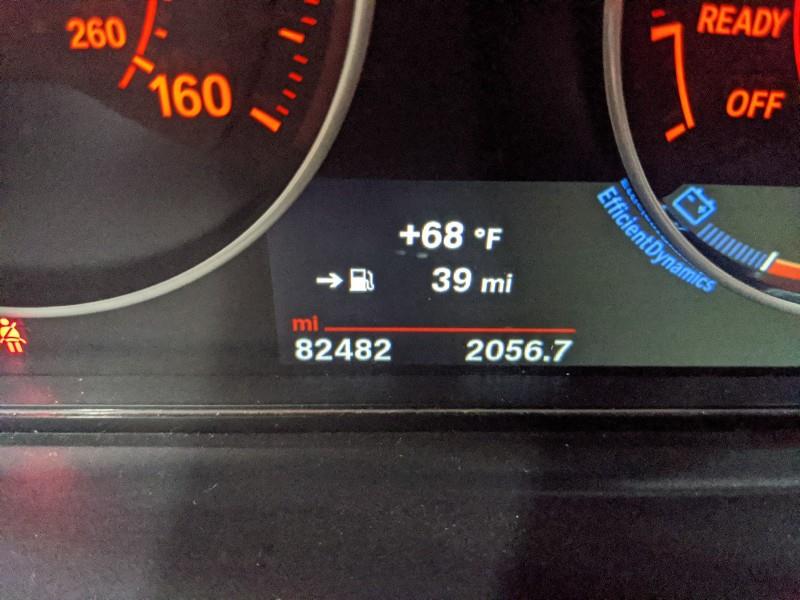 260
160
READY
OFF
+68 °F
39 mi
mi
82482 2056.7
EfficientDynamics